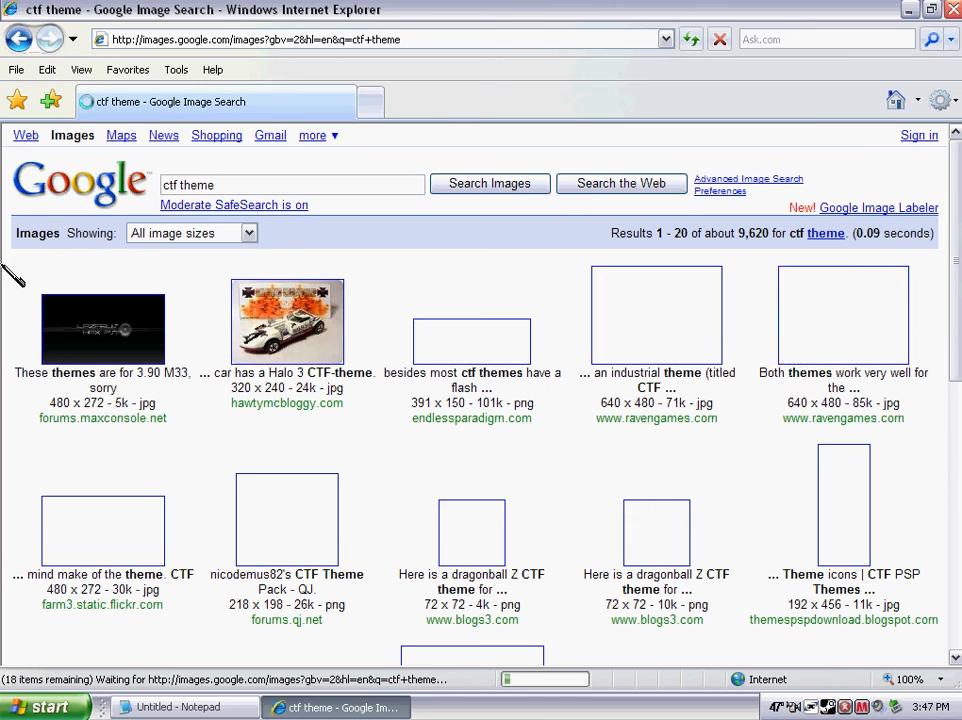 ctf theme - Google Image Search - Windows Internet Explorer
http://images.google.com/images?gbv=2&hl=en&q=ctf+theme
Ask.com
File Edit View Favorites Tools Help
ctf theme - Google Image Search
Web Images Maps News Shopping Gmail more ▼
Sign in
Google
ctf theme
Search Images
Search the Web
Advanced Image Search
Preferences
Moderate SafeSearch is on
New! Google Image Labeler
Images Showing: All image sizes
Results 1 - 20 of about 9,620 for ctf theme. (0.09 seconds)
These themes are for 3.90 M33, sorry
480 x 272 - 5k - jpg
forums.maxconsole.net
... car has a Halo 3 CTF-theme.
320 x 240 - 24k - jpg
hawtymcbloggy.com
besides most ctf themes have a flash ...
391 x 150 - 101k - png
endlessparadigm.com
... an industrial theme (titled CTF ...
640 x 480 - 71k - jpg
www.ravengames.com
Both themes work very well for the ...
640 x 480 - 85k - jpg
www.ravengames.com
... mind make of the theme. CTF
480 x 272 - 30k - jpg
farm3.static.flickr.com
nicodemus82's CTF Theme Pack - QJ.
218 x 198 - 26k - png
forums.qj.net
Here is a dragonball Z CTF theme for ...
72 x 72 - 4k - png
www.blogs3.com
Here is a dragonball Z CTF theme for ...
72 x 72 - 10k - png
www.blogs3.com
... Theme icons | CTF PSP Themes ...
192 x 456 - 11k - jpg
themespspdownload.blogspot.com
(18 items remaining) Waiting for http://images.google.com/images?gbv=2&hl=en&q=ctf+theme...
Internet
100%
start
Untitled - Notepad
ctf theme - Google Im...
47°
3:47 PM